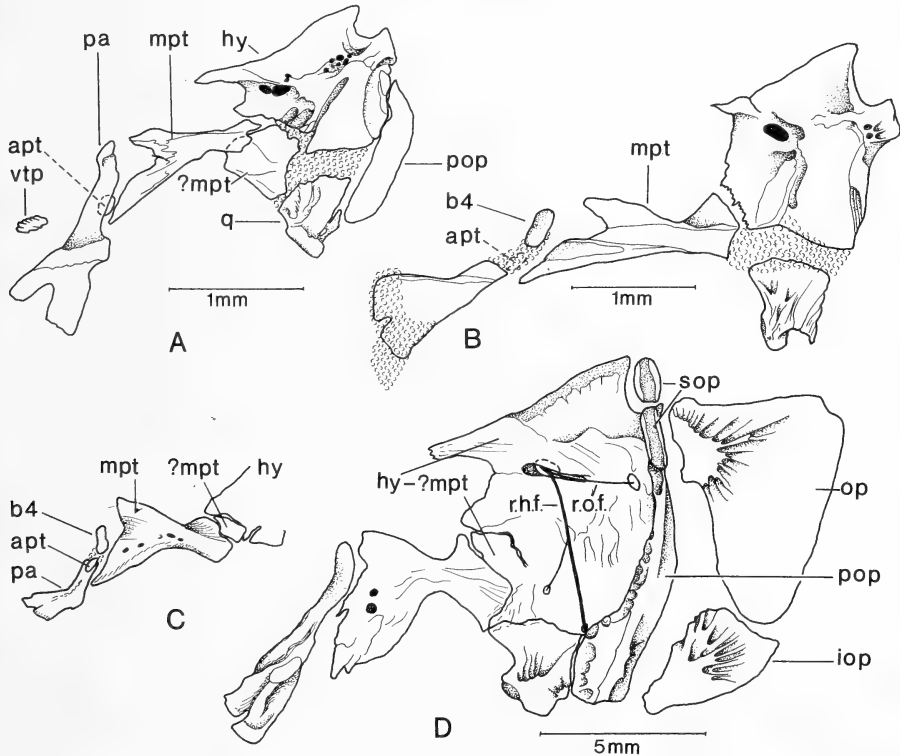 pa
mpt
hy
apt
vtp
?mpt
q
pop
1mm
A
mpt
b4
apt
1mm
B
mpt
?mpt
hy
b4
apt
pa
C
sop
hy–?mpt
r.h.f.
r.o.f.
op
pop
iop
D
5mm